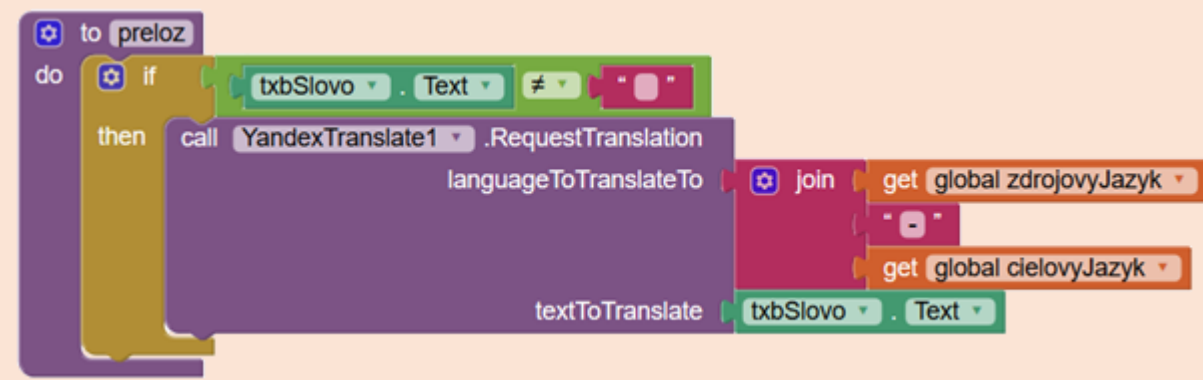 to preloz
do if txbSlovo . Text ≠ " "
then call YandexTranslate1 .RequestTranslation
languageToTranslateTo join get global zdrojovyJazyk
" - "
get global cielovyJazyk
textToTranslate txbSlovo . Text